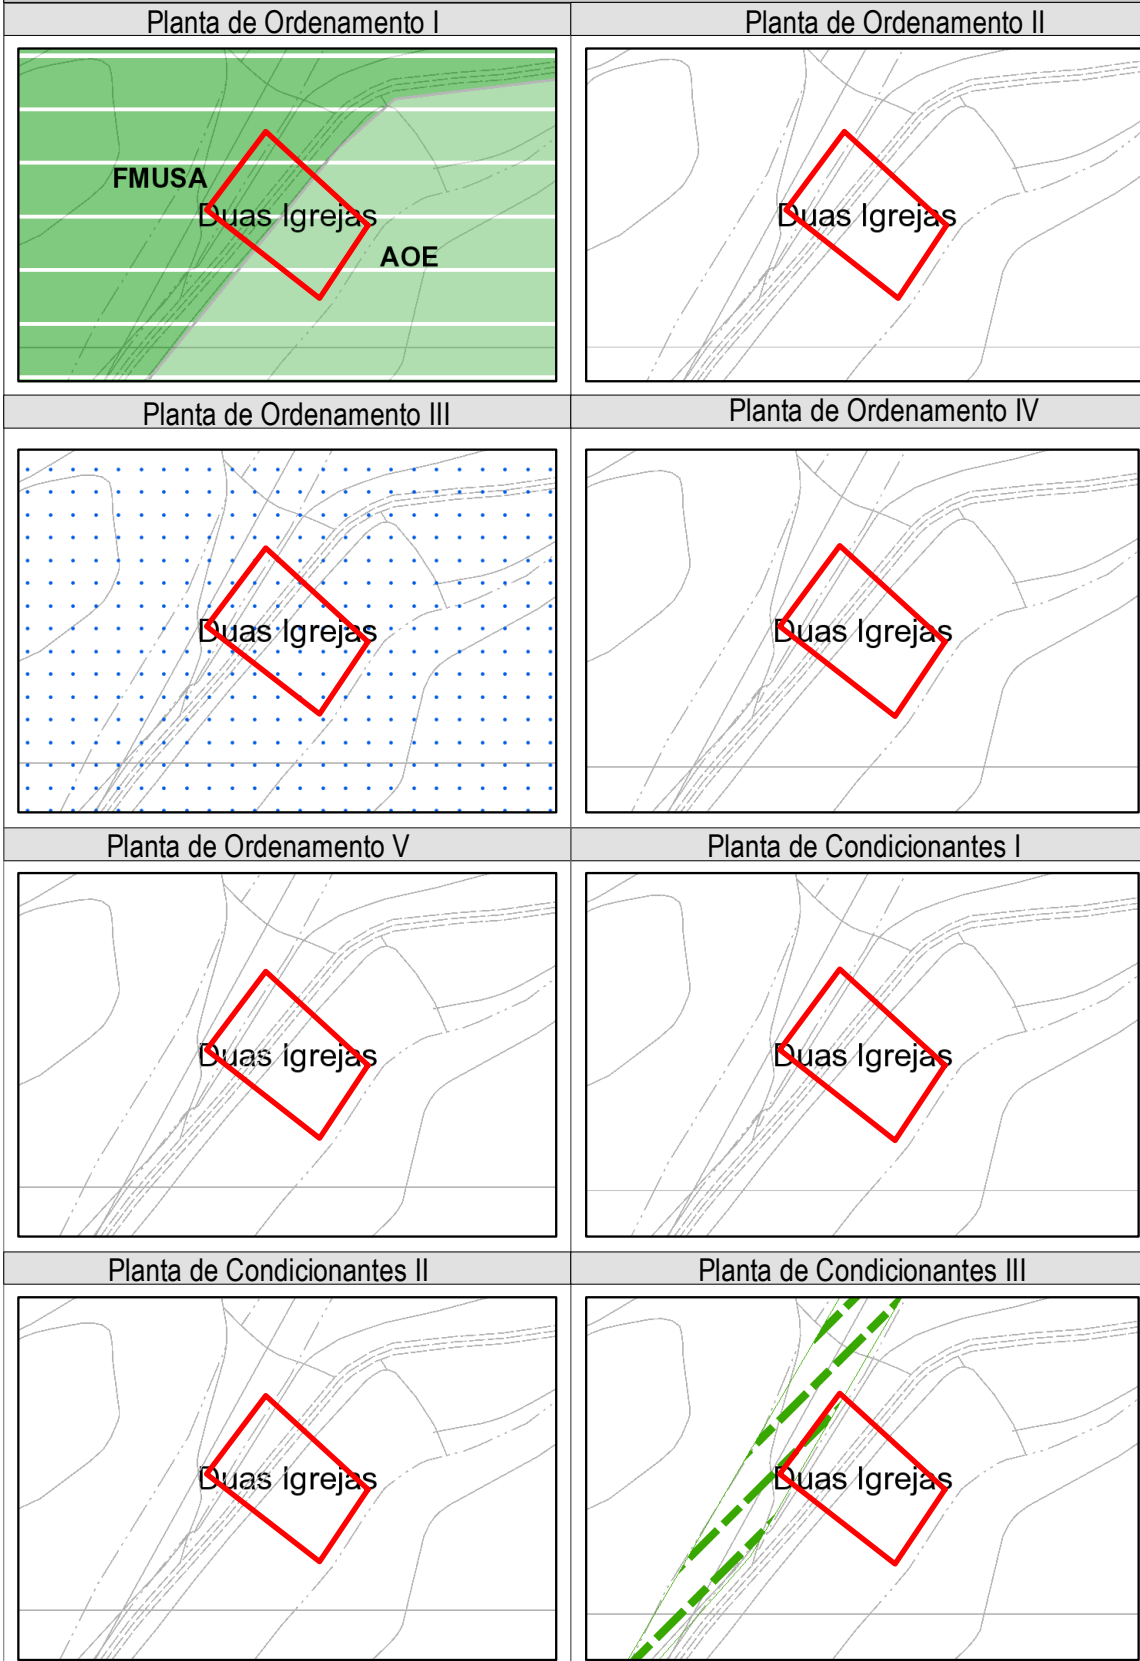 Planta de Ordenamento I
Planta de Ordenamento II
FMUSA
Duas Igrejas
AOE
Duas Igrejas
Planta de Ordenamento III
Planta de Ordenamento IV
Duas Igrejas
Duas Igrejas
Planta de Ordenamento V
Planta de Condicionantes I
Duas Igrejas
Duas Igrejas
Planta de Condicionantes II
Planta de Condicionantes III
Duas Igrejas
Duas Igrejas